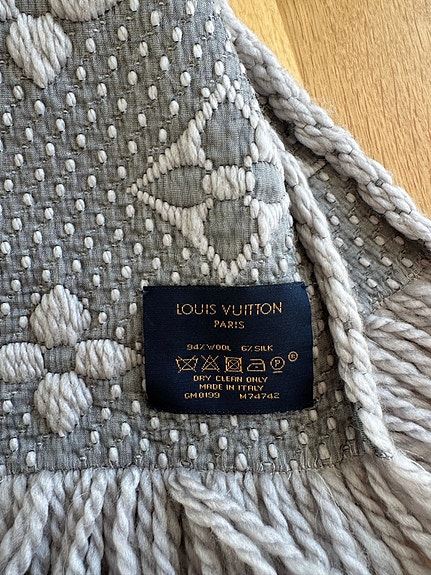 LOUIS VUITTON
PARIS
94% WOOL 6% SILK
P ®
DRY CLEAN ONLY
MADE IN ITALY
GM0199 M74742